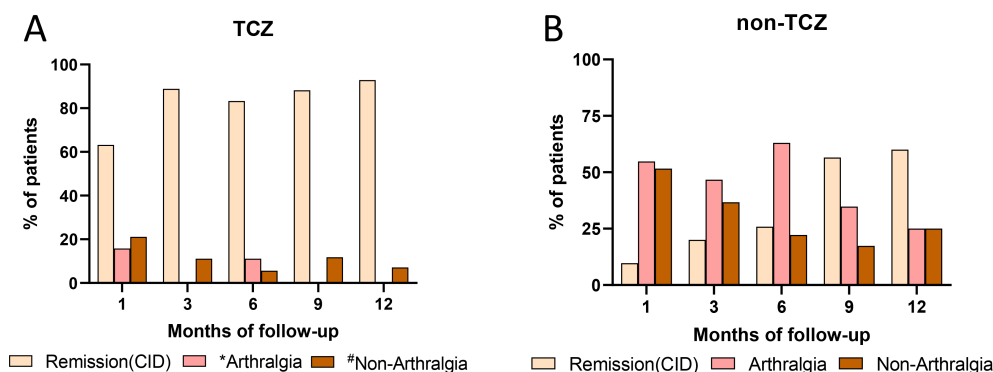 A
TCZ
% of patients
100
80
60
40
20
0
1 3 6 9 12
Months of follow-up
Remission(CID) *Arthralgia #Non-Arthralgia
B
non-TCZ
% of patients
100
75
50
25
0
1 3 6 9 12
Months of follow-up
Remission(CID) Arthralgia Non-Arthralgia